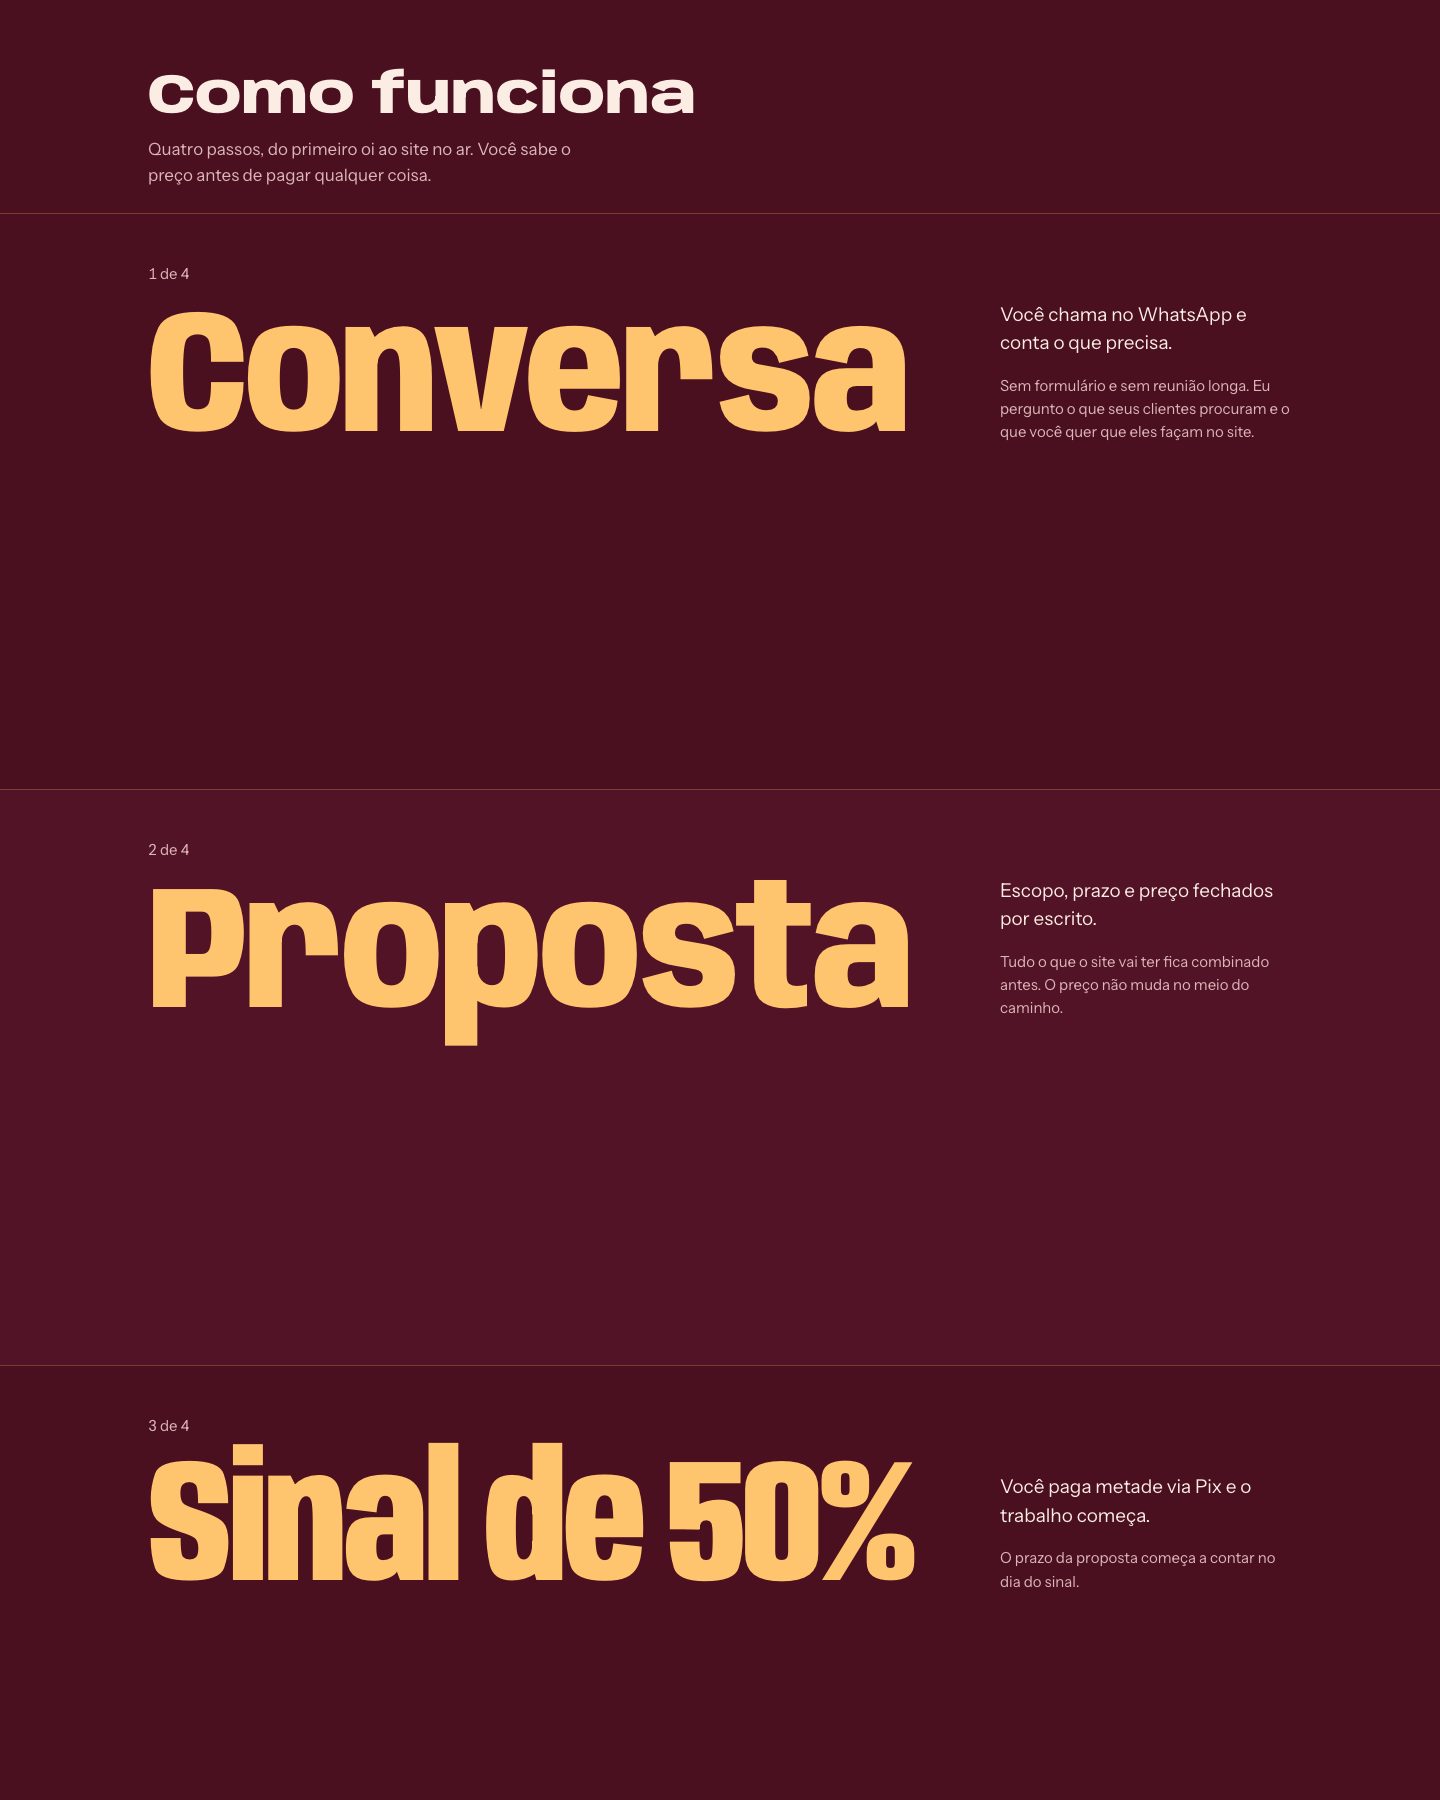 Como funciona
Quatro passos, do primeiro oi ao site no ar. Você sabe o
preço antes de pagar qualquer coisa.
1 de 4
Conversa
Você chama no WhatsApp e
conta o que precisa.
Sem formulário e sem reunião longa. Eu
pergunto o que seus clientes procuram e o
que você quer que eles façam no site.
2 de 4
Proposta
Escopo, prazo e preço fechados
por escrito.
Tudo o que o site vai ter fica combinado
antes. O preço não muda no meio do
caminho.
3 de 4
Sinal de 50%
Você paga metade via Pix e o
trabalho começa.
O prazo da proposta começa a contar no
dia do sinal.